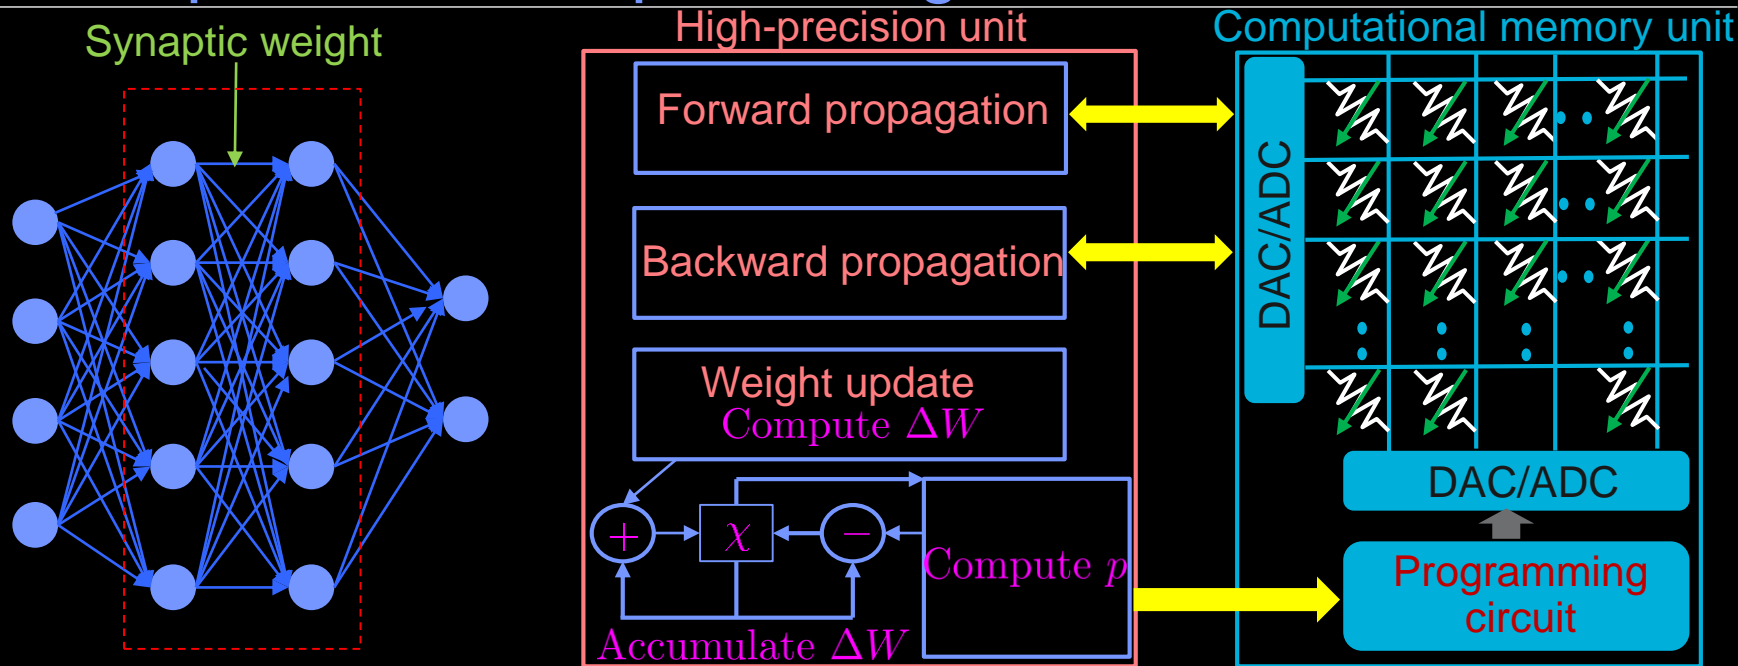 Synaptic weight
High-precision unit
Computational memory unit
Forward propagation
Backward propagation
Weight update
Compute ΔW
+
χ
−
Compute p
Accumulate ΔW
DAC/ADC
DAC/ADC
Programming
circuit